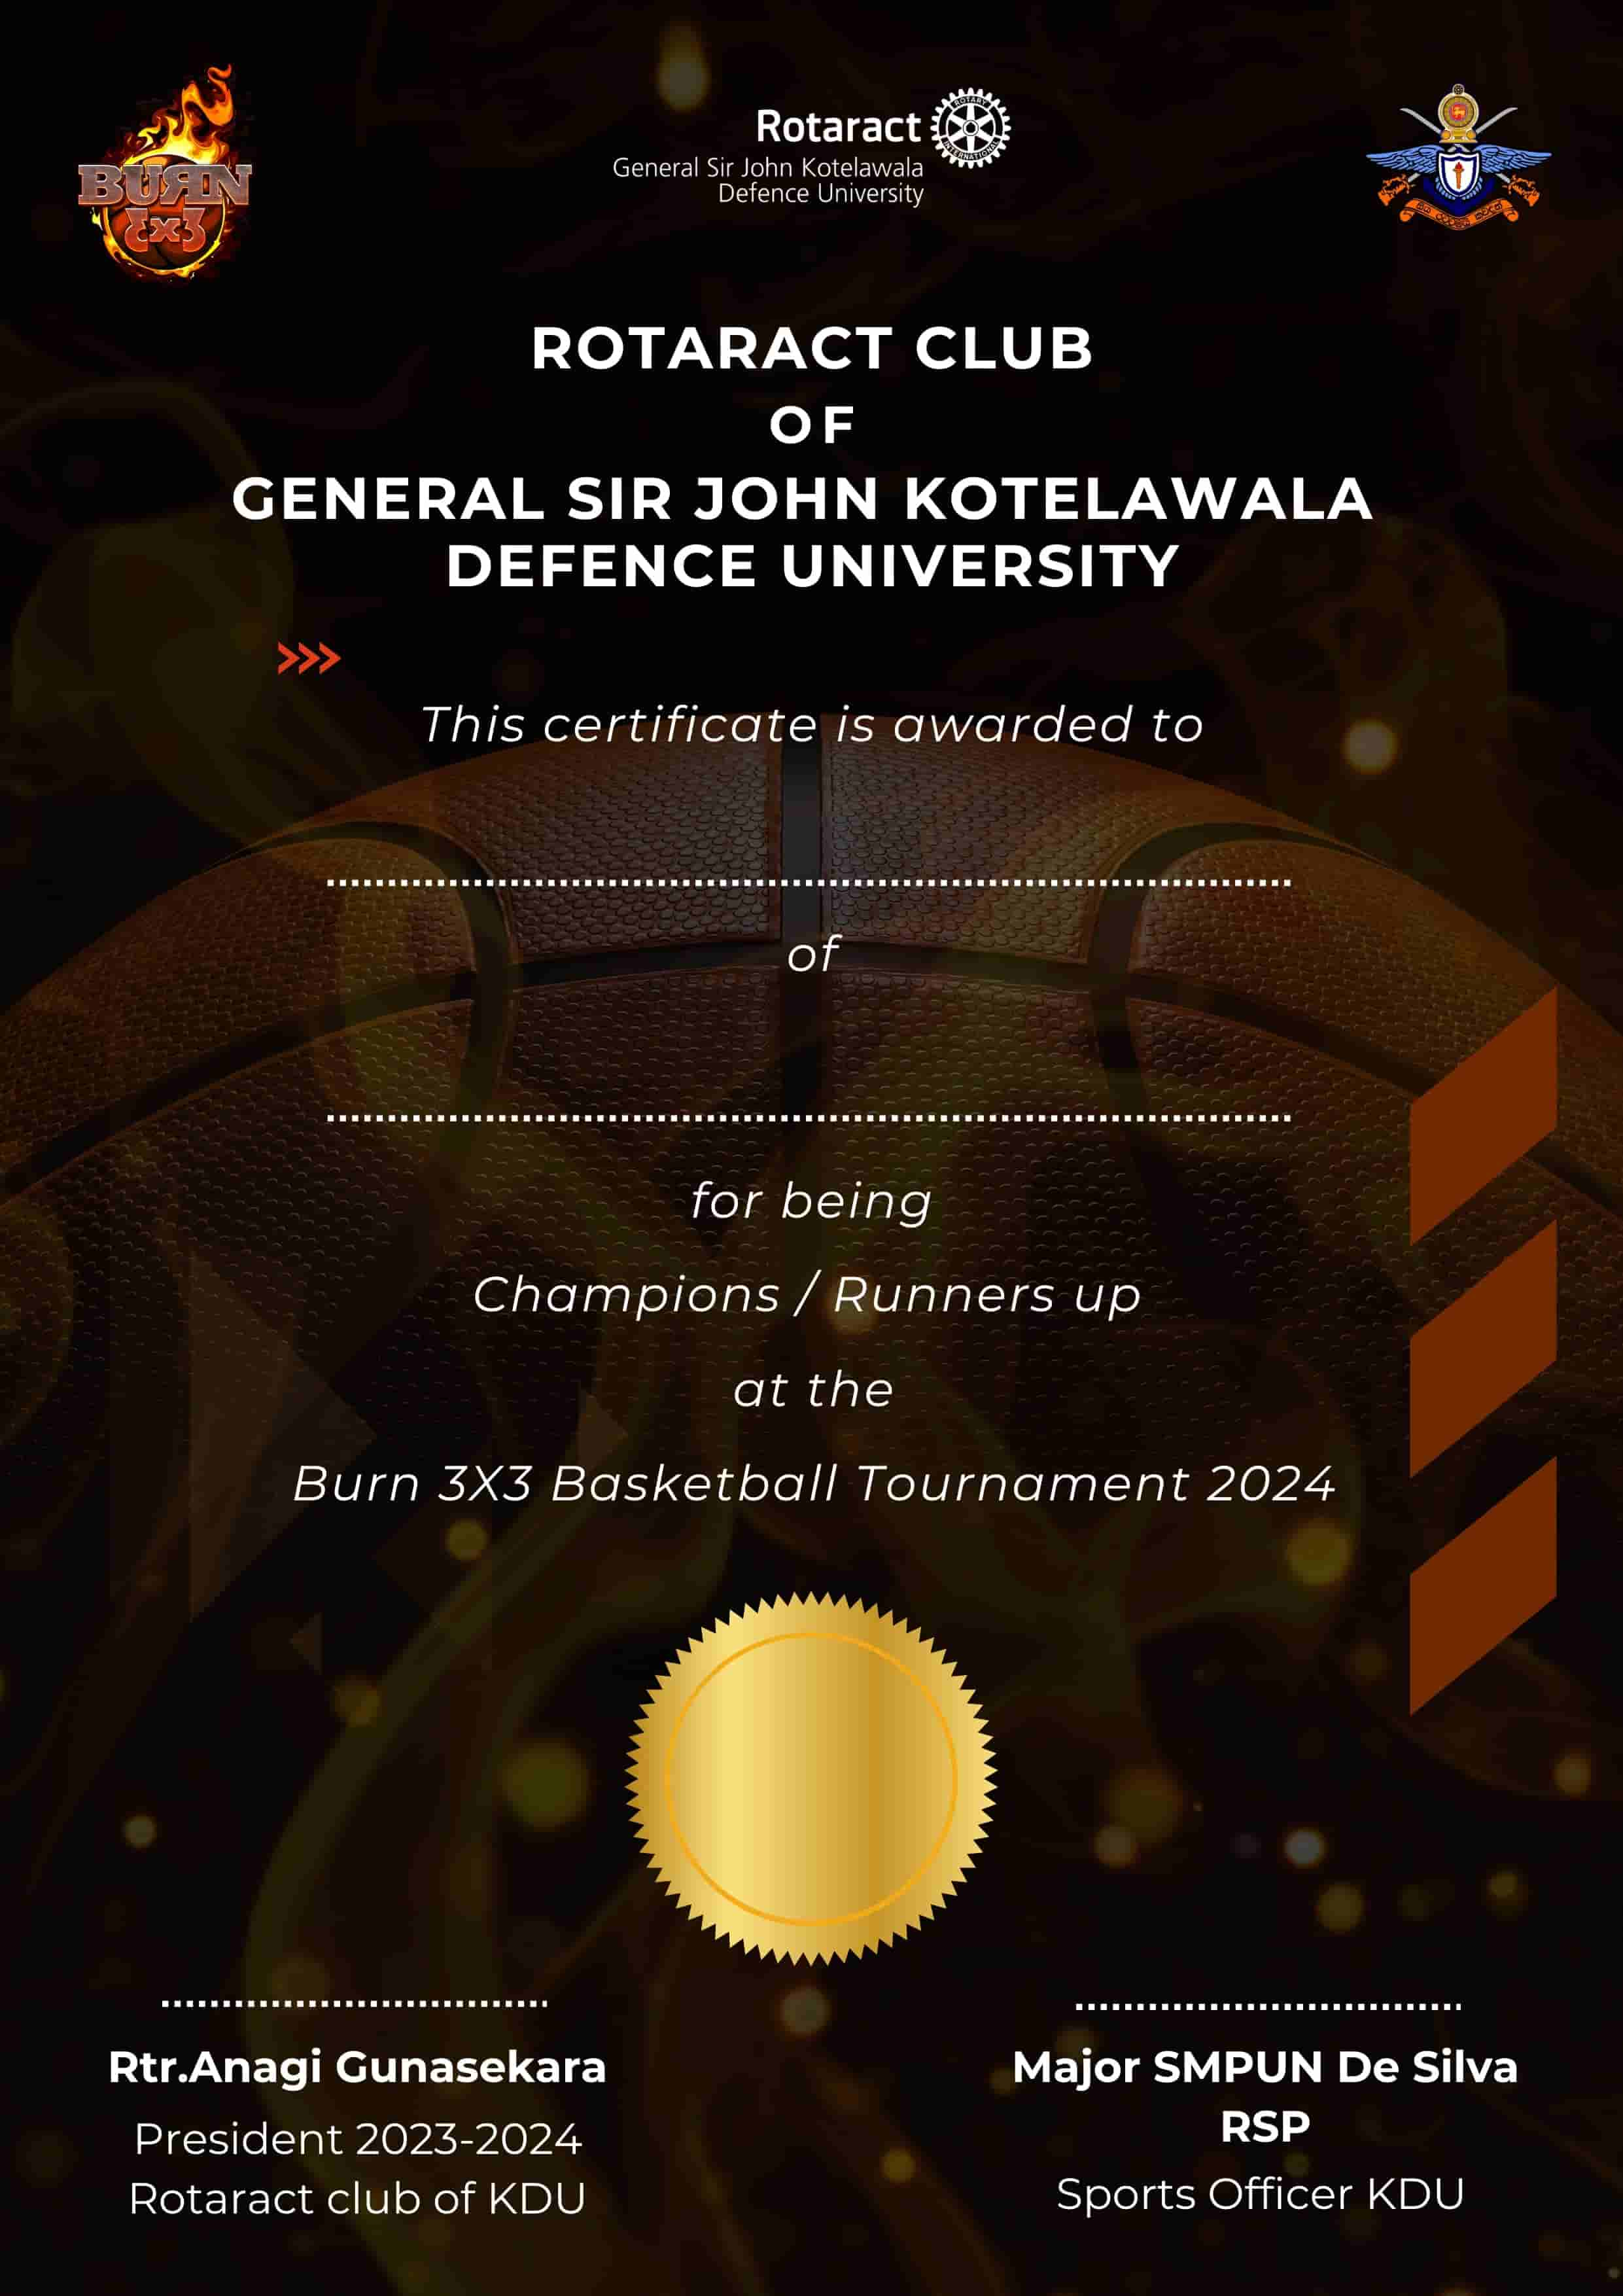 BURN
3x3
Rotaract
General Sir John Kotelawala
Defence University
ROTARY
INTERNATIONAL
ROTARACT CLUB
OF
GENERAL SIR JOHN KOTELAWALA
DEFENCE UNIVERSITY
>>>
This certificate is awarded to
of
for being
Champions / Runners up
at the
Burn 3X3 Basketball Tournament 2024
Rtr.Anagi Gunasekara
President 2023-2024
Rotaract club of KDU
Major SMPUN De Silva
RSP
Sports Officer KDU